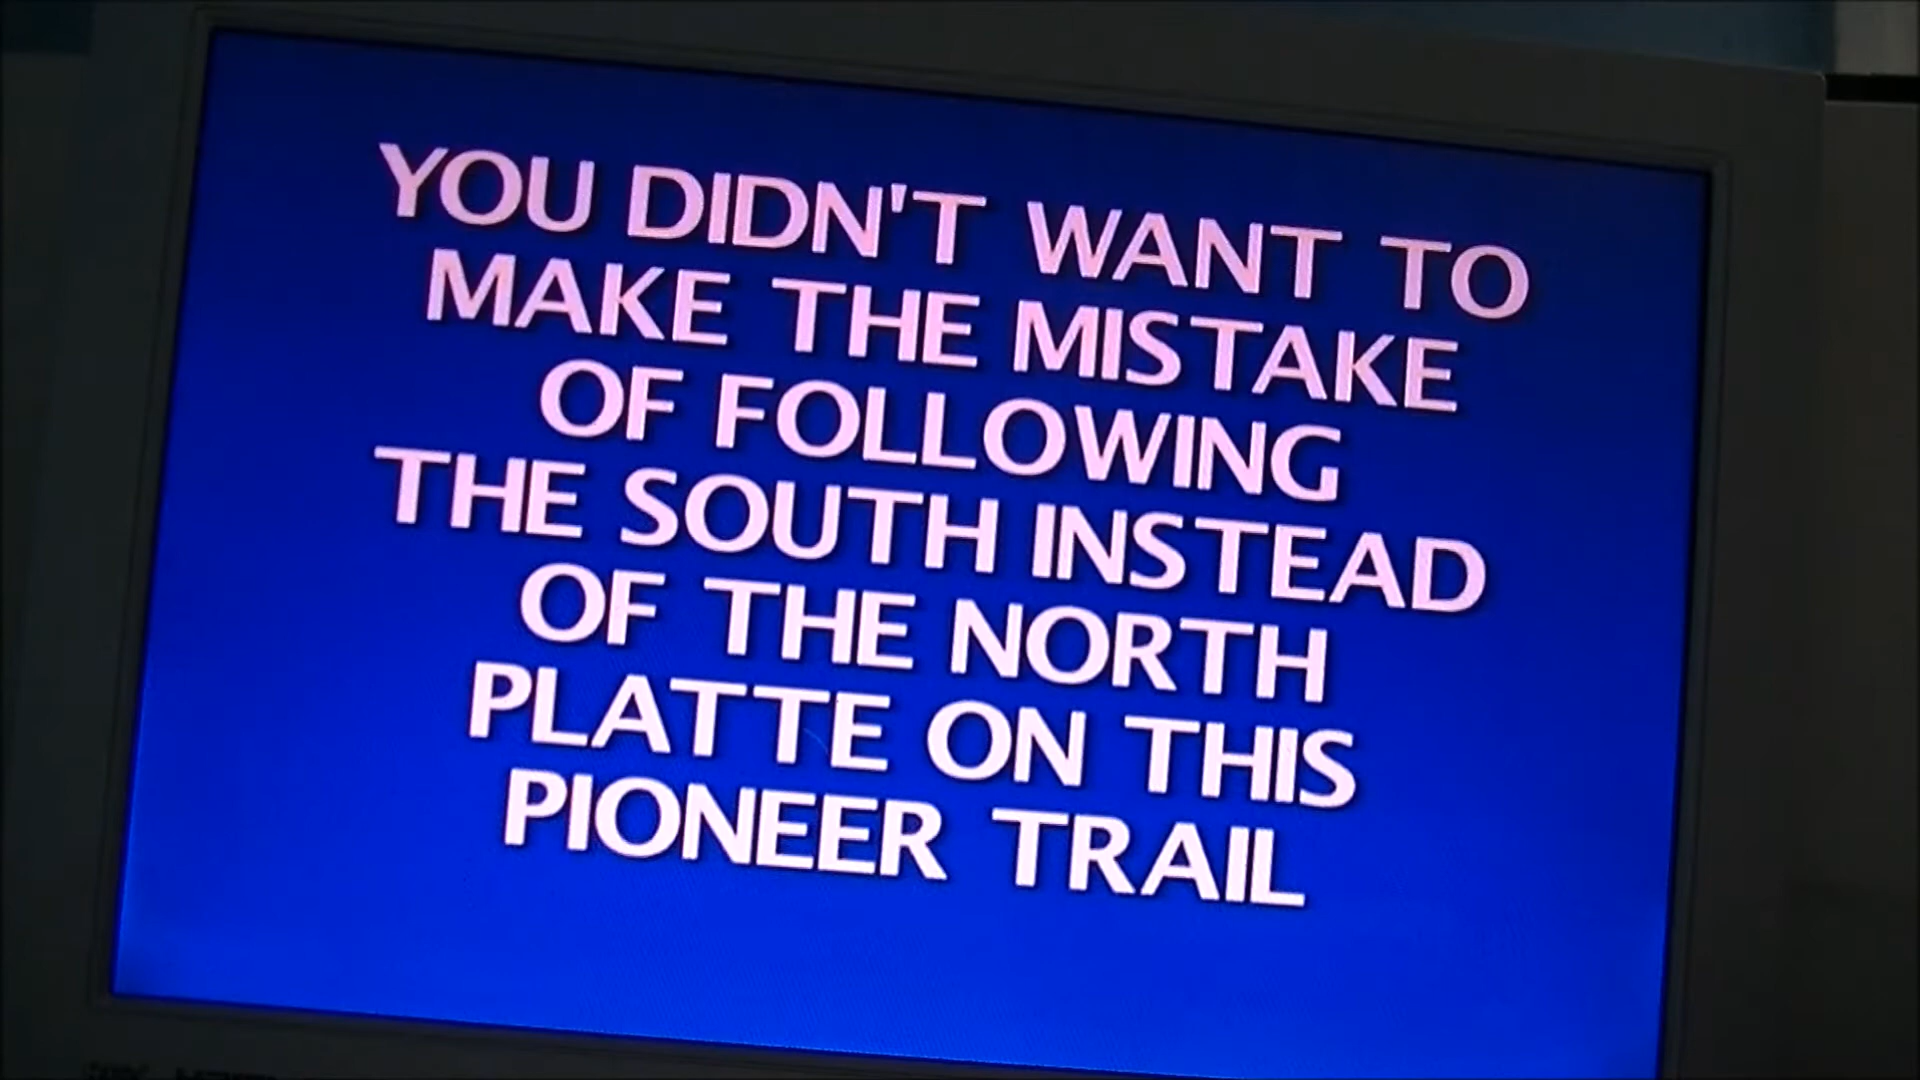 YOU DIDN'T WANT TO
MAKE THE MISTAKE
OF FOLLOWING
THE SOUTH INSTEAD
OF THE NORTH
PLATTE ON THIS
PIONEER TRAIL